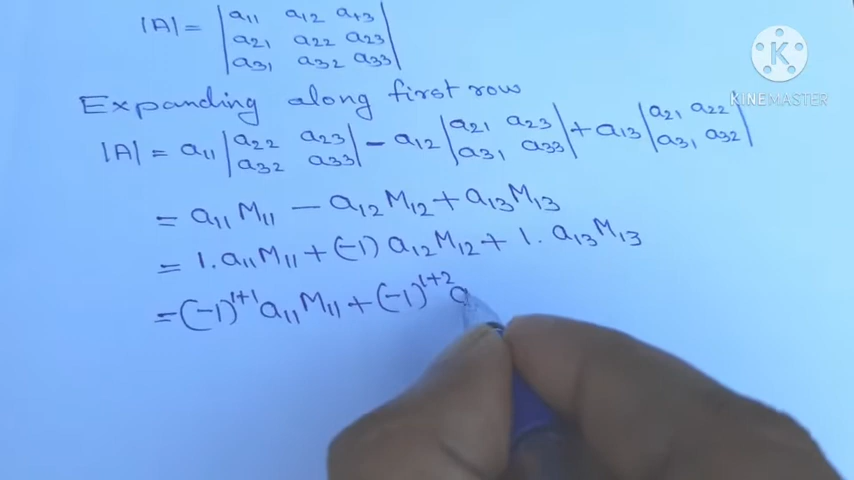 |A| = | a11 a12 a13 |
| a21 a22 a23 |
| a31 a32 a33 |
KINEMASTER
Expanding along first row
|A| = a11 | a22 a23 | - a12 | a21 a23 | + a13 | a21 a22 |
| a32 a33 | | a31 a33 | | a31 a32 |
= a11 M11 - a12 M12 + a13 M13
= 1. a11 M11 + (-1) a12 M12 + 1. a13 M13
= (-1)^1+1 a11 M11 + (-1)^1+2 a